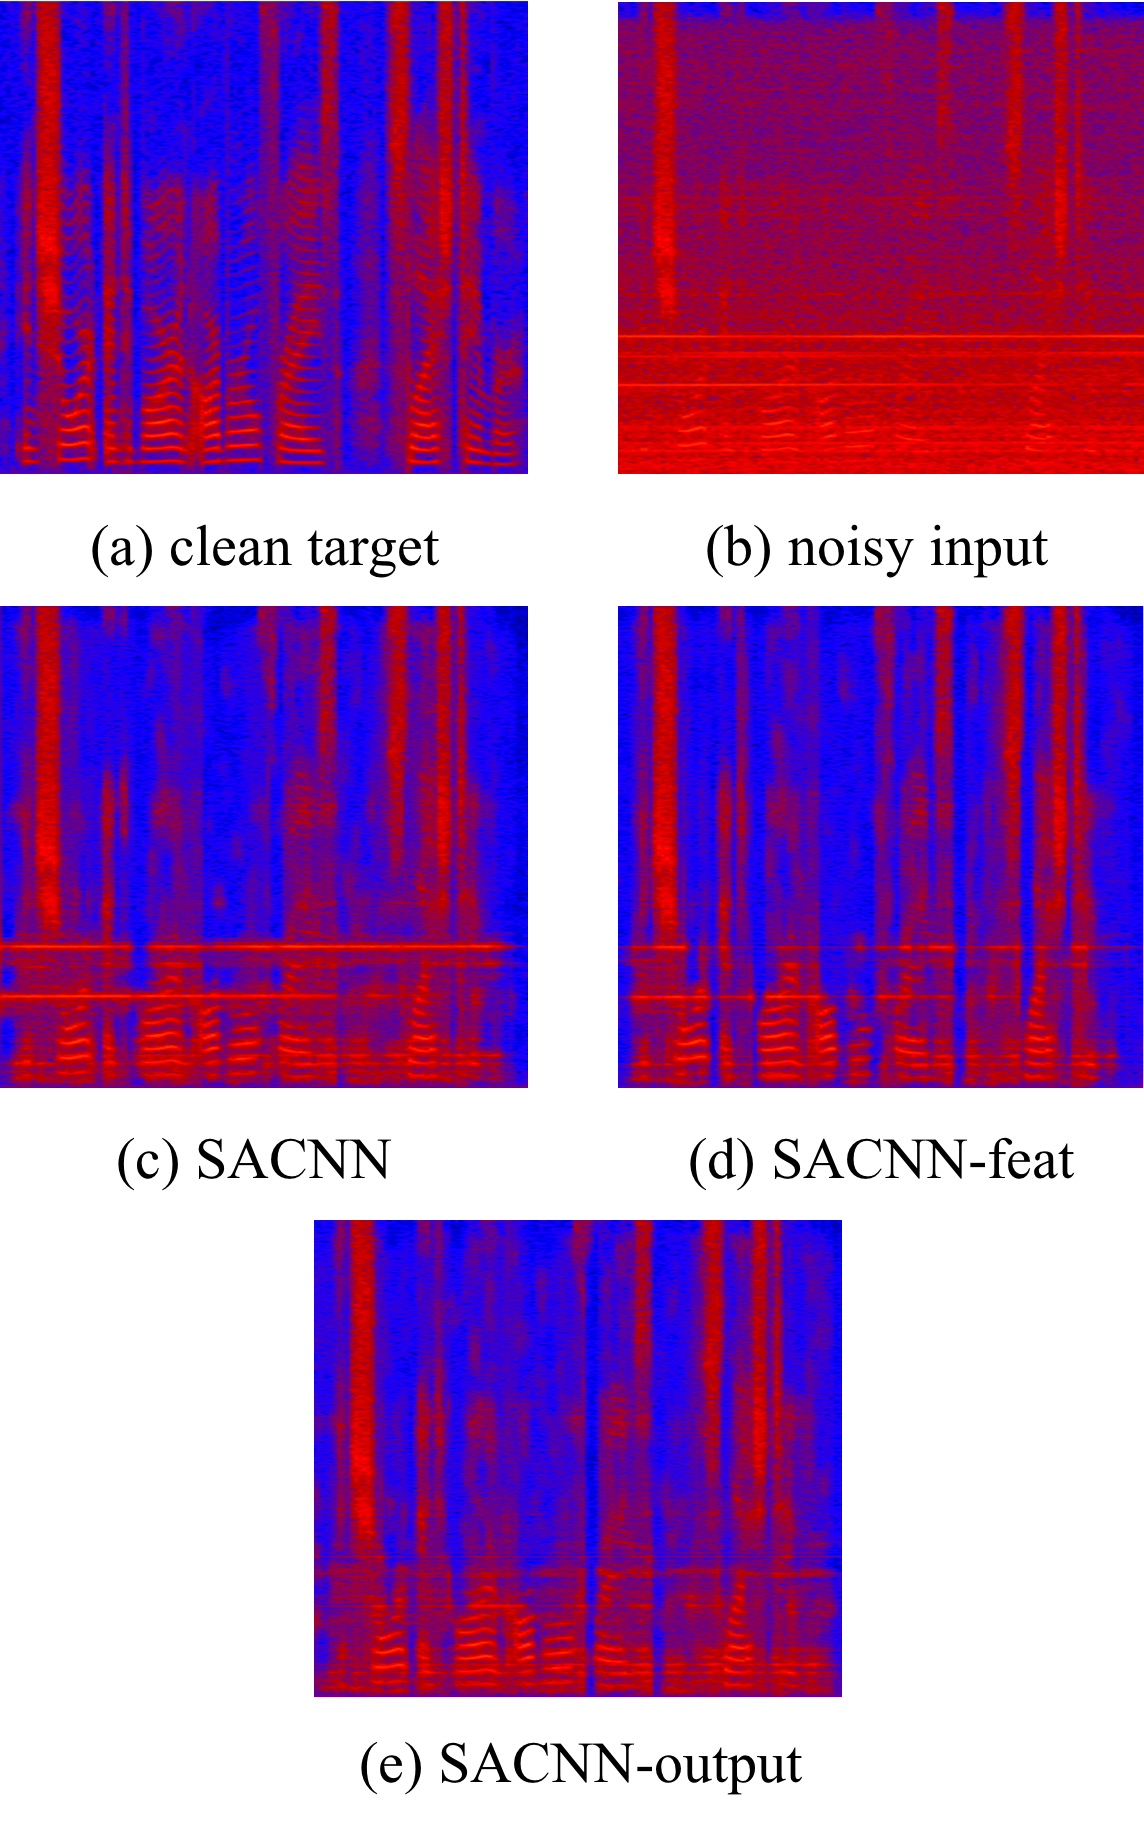 (a) clean target
(b) noisy input
(c) SACNN
(d) SACNN-feat
(e) SACNN-output